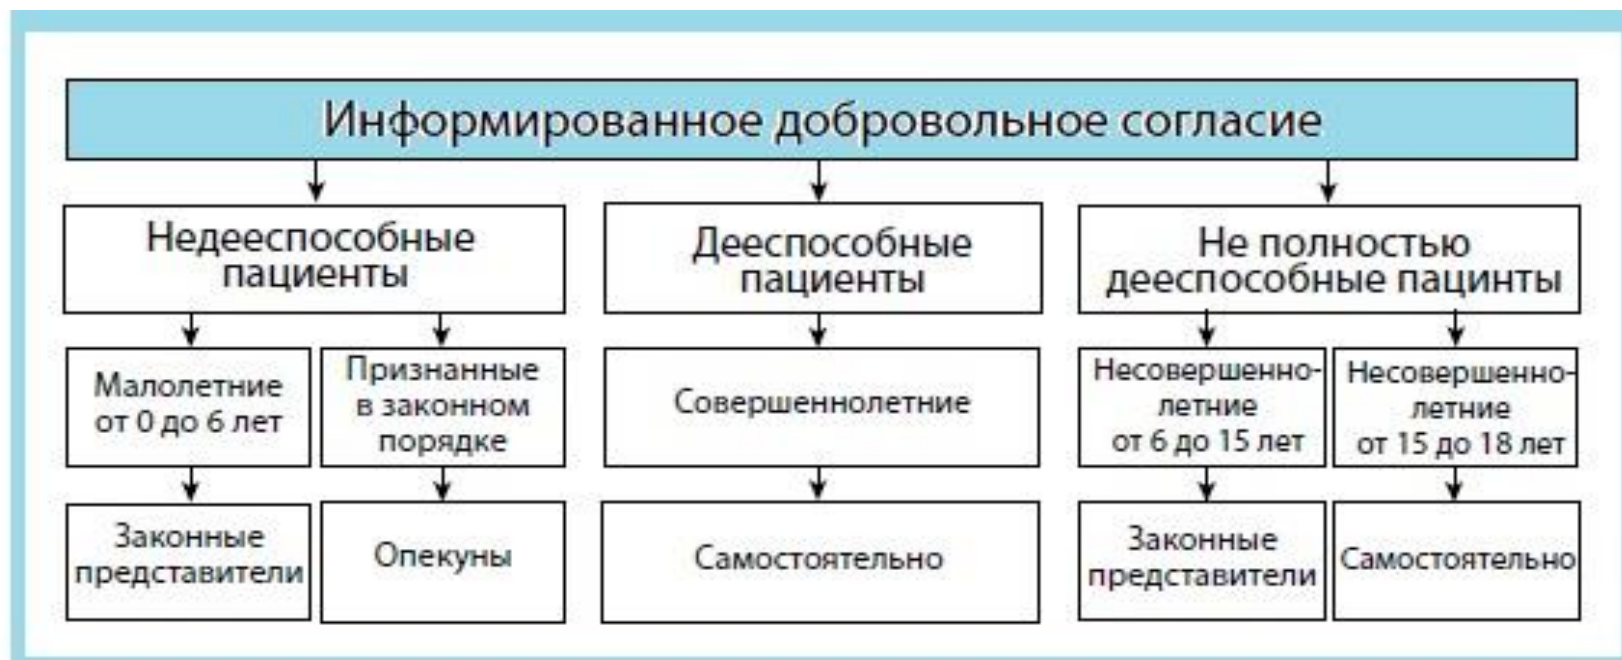 Информированное добровольное согласие
Недееспособные
пациенты
Дееспособные
пациенты
Не полностью
дееспособные пацинты
Малолетние
от 0 до 6 лет
Признанные
в законном
порядке
Совершеннолетние
Несовершенно-
летние
от 6 до 15 лет
Несовершенно-
летние
от 15 до 18 лет
Законные
представители
Опекуны
Самостоятельно
Законные
представители
Самостоятельно